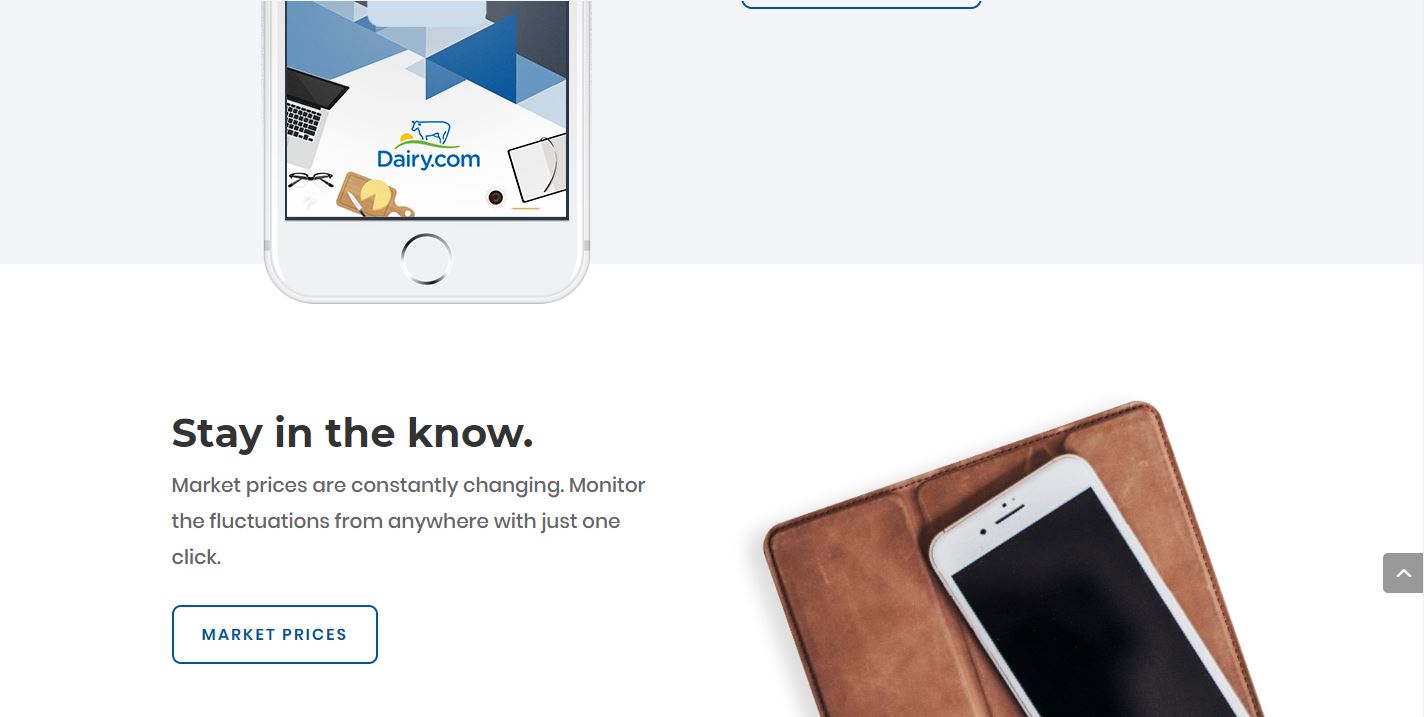 Dairy.com
Stay in the know.
Market prices are constantly changing. Monitor
the fluctuations from anywhere with just one
click.
MARKET PRICES